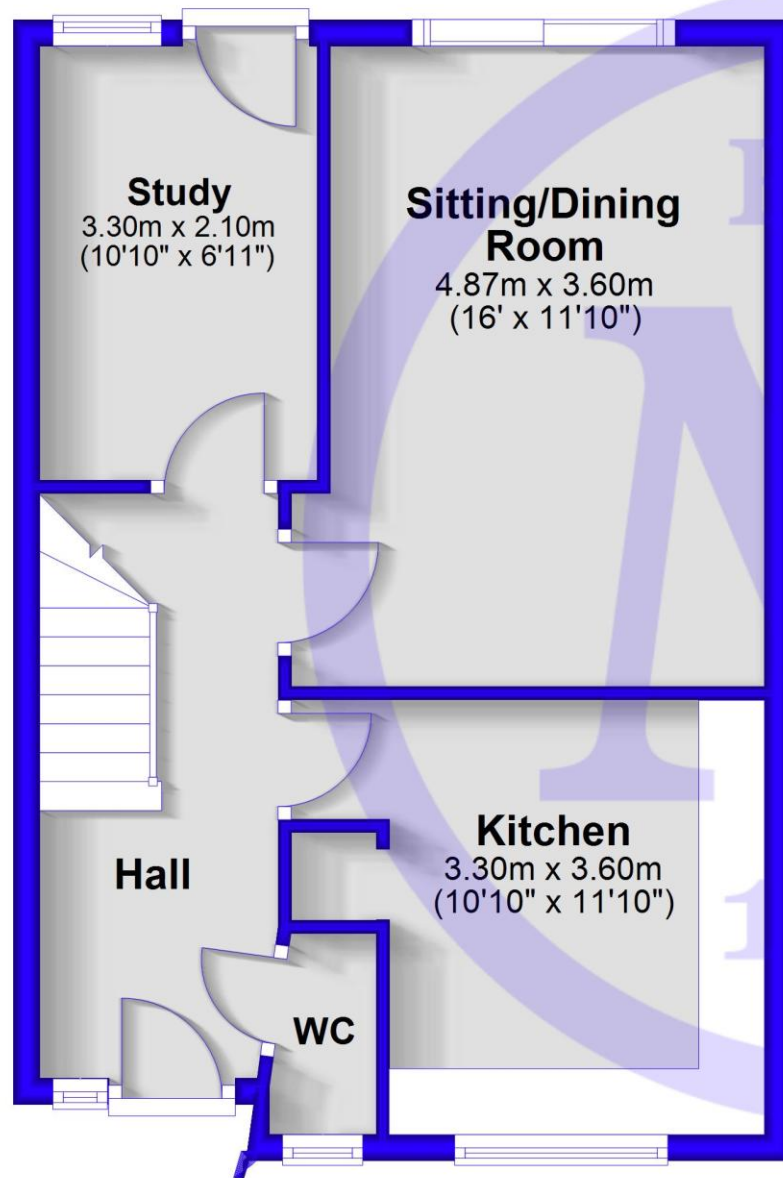 Study
3.30m x 2.10m
(10'10" x 6'11")
Sitting/Dining
Room
4.87m x 3.60m
(16' x 11'10")
Kitchen
3.30m x 3.60m
(10'10" x 11'10")
Hall
WC